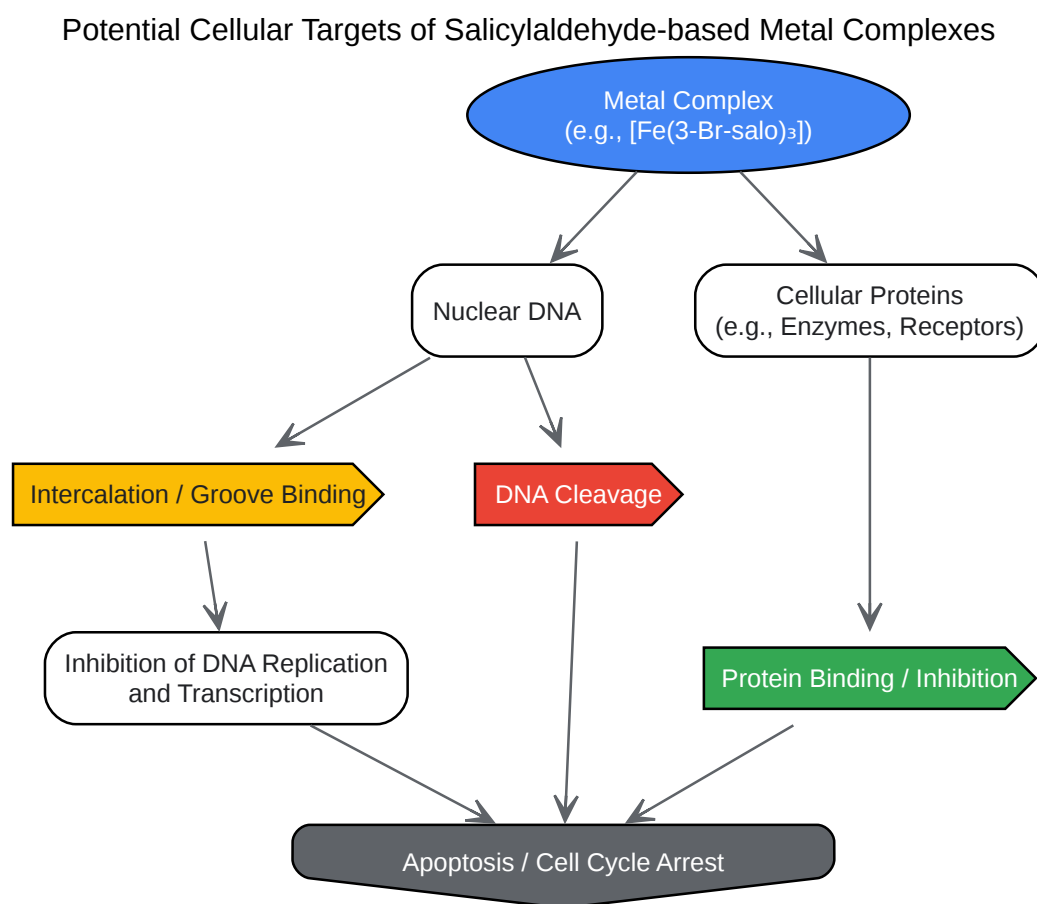 Potential Cellular Targets of Salicylaldehyde-based Metal Complexes
Metal Complex
(e.g., [Fe(3-Br-salo)₃])
Nuclear DNA
Cellular Proteins
(e.g., Enzymes, Receptors)
Intercalation / Groove Binding
DNA Cleavage
Inhibition of DNA Replication
and Transcription
Protein Binding / Inhibition
Apoptosis / Cell Cycle Arrest